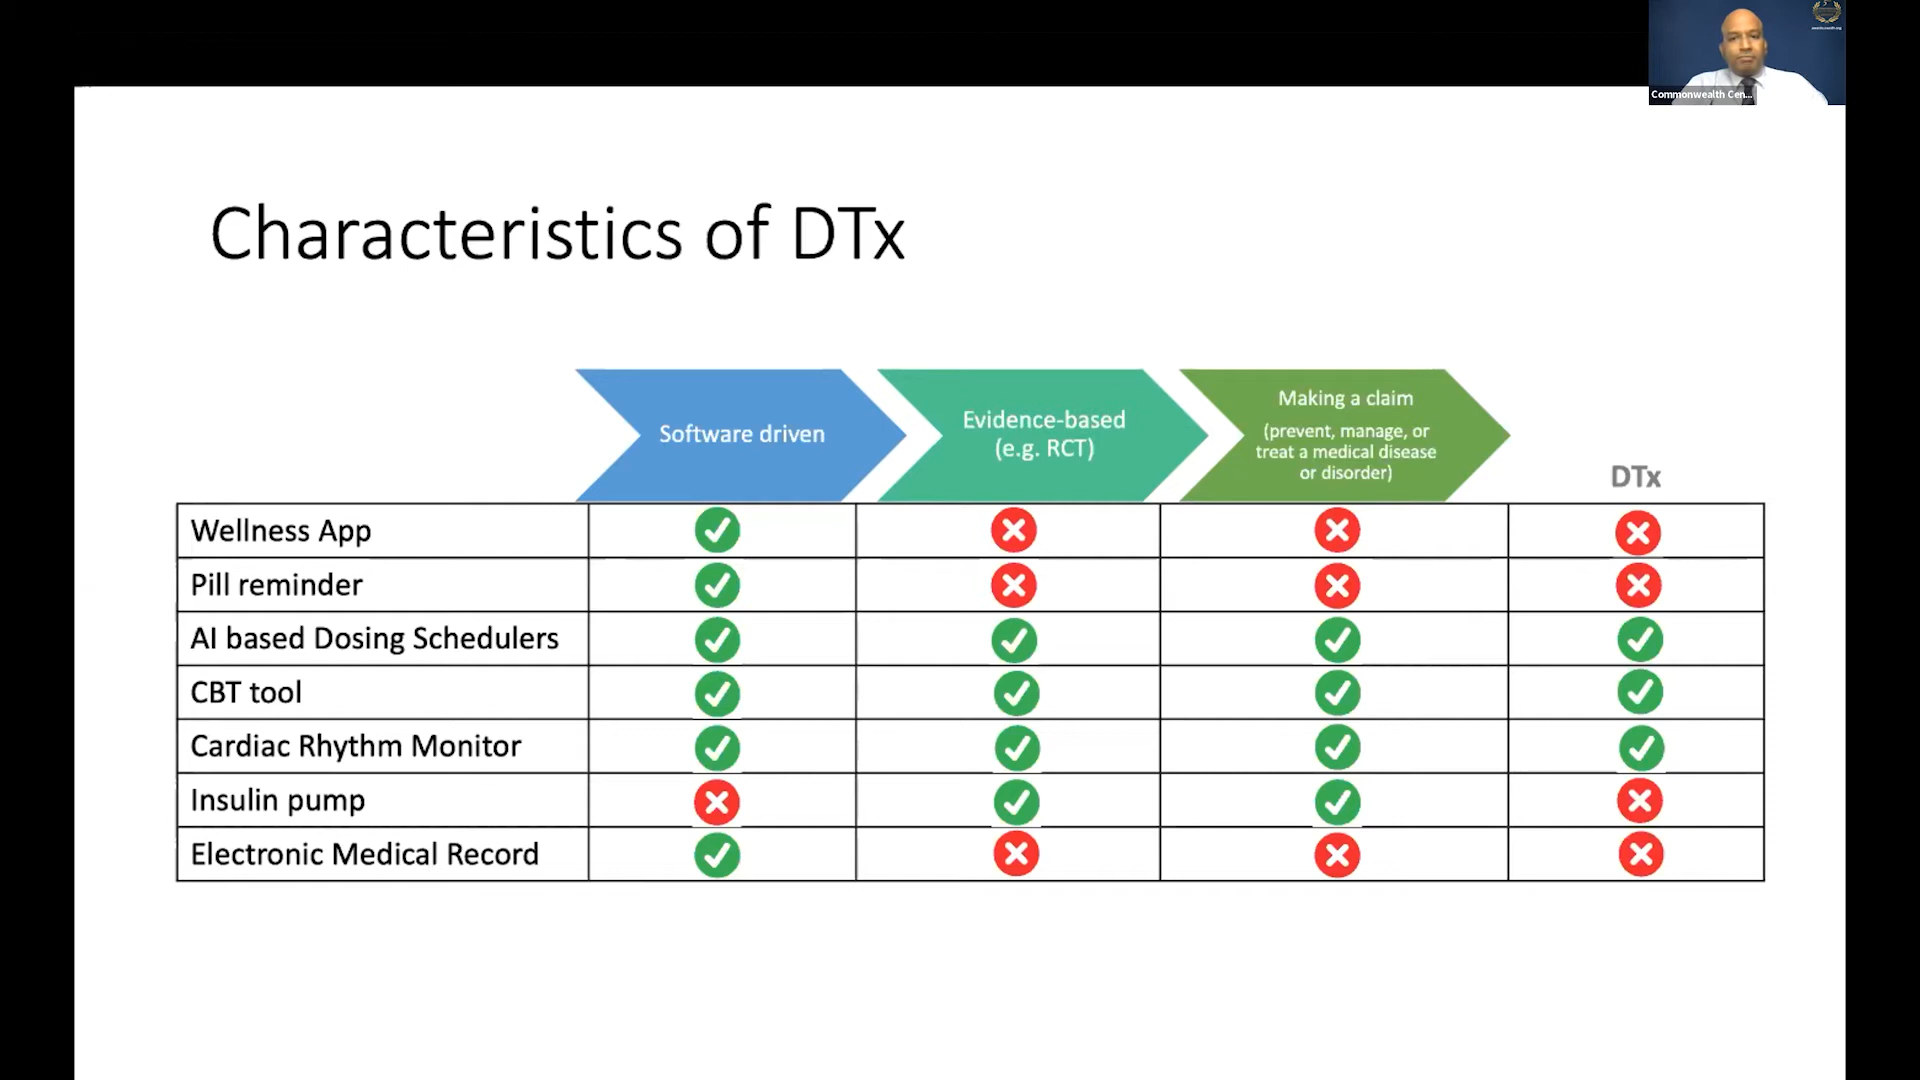 Commonwealth Cen...
Characteristics of DTx
Software driven
Evidence-based
(e.g. RCT)
Making a claim
(prevent, manage, or
treat a medical disease
or disorder)
DTx
Wellness App
Pill reminder
AI based Dosing Schedulers
CBT tool
Cardiac Rhythm Monitor
Insulin pump
Electronic Medical Record